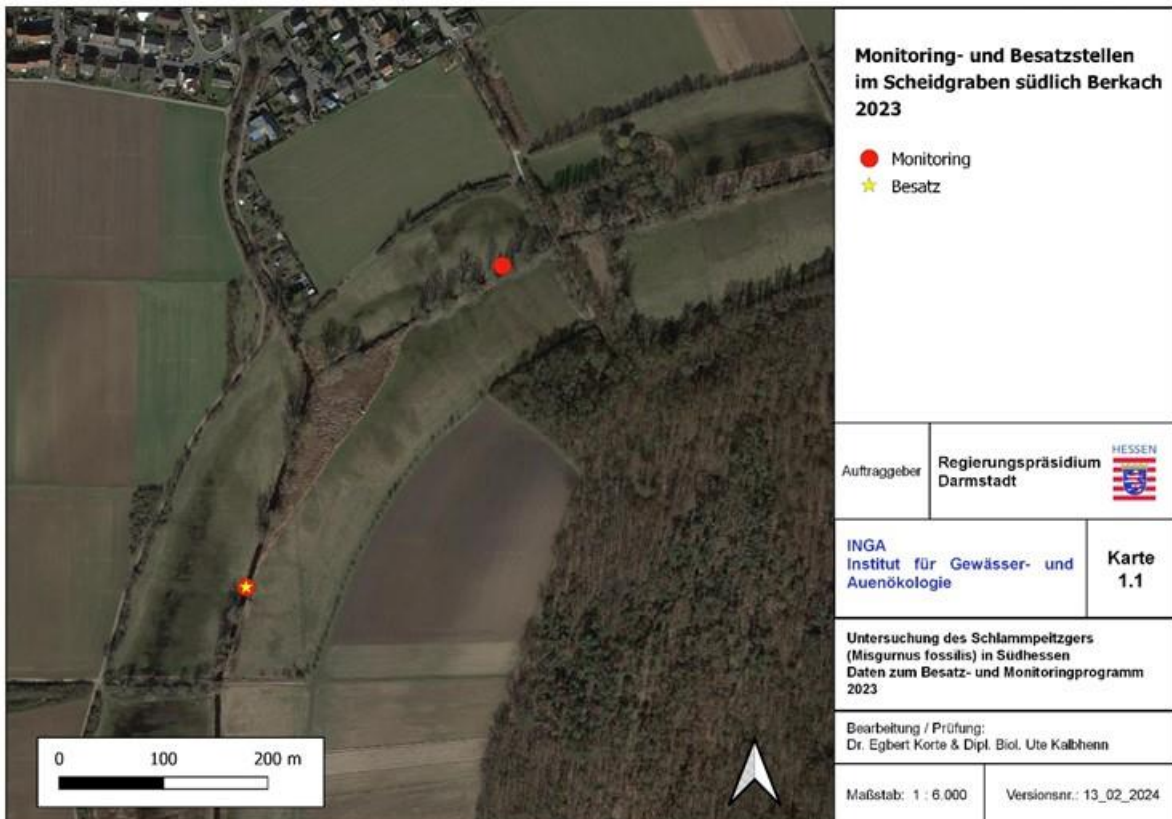 Monitoring- und Besatzstellen
im Scheidgraben südlich Berkach
2023
Monitoring
Besatz
Auftraggeber
Regierungspräsidium
Darmstadt
HESSEN
INGA
Institut für Gewässer- und
Auenökologie
Karte
1.1
Untersuchung des Schlammpeitzgers
(Misgurnus fossilis) in Südhessen
Daten zum Besatz- und Monitoringprogramm
2023
Bearbeitung / Prüfung:
Dr. Egbert Korte & Dipl. Biol. Ute Kalbhenn
Maßstab: 1 : 6.000
Versionsnr.: 13_02_2024
0 100 200 m